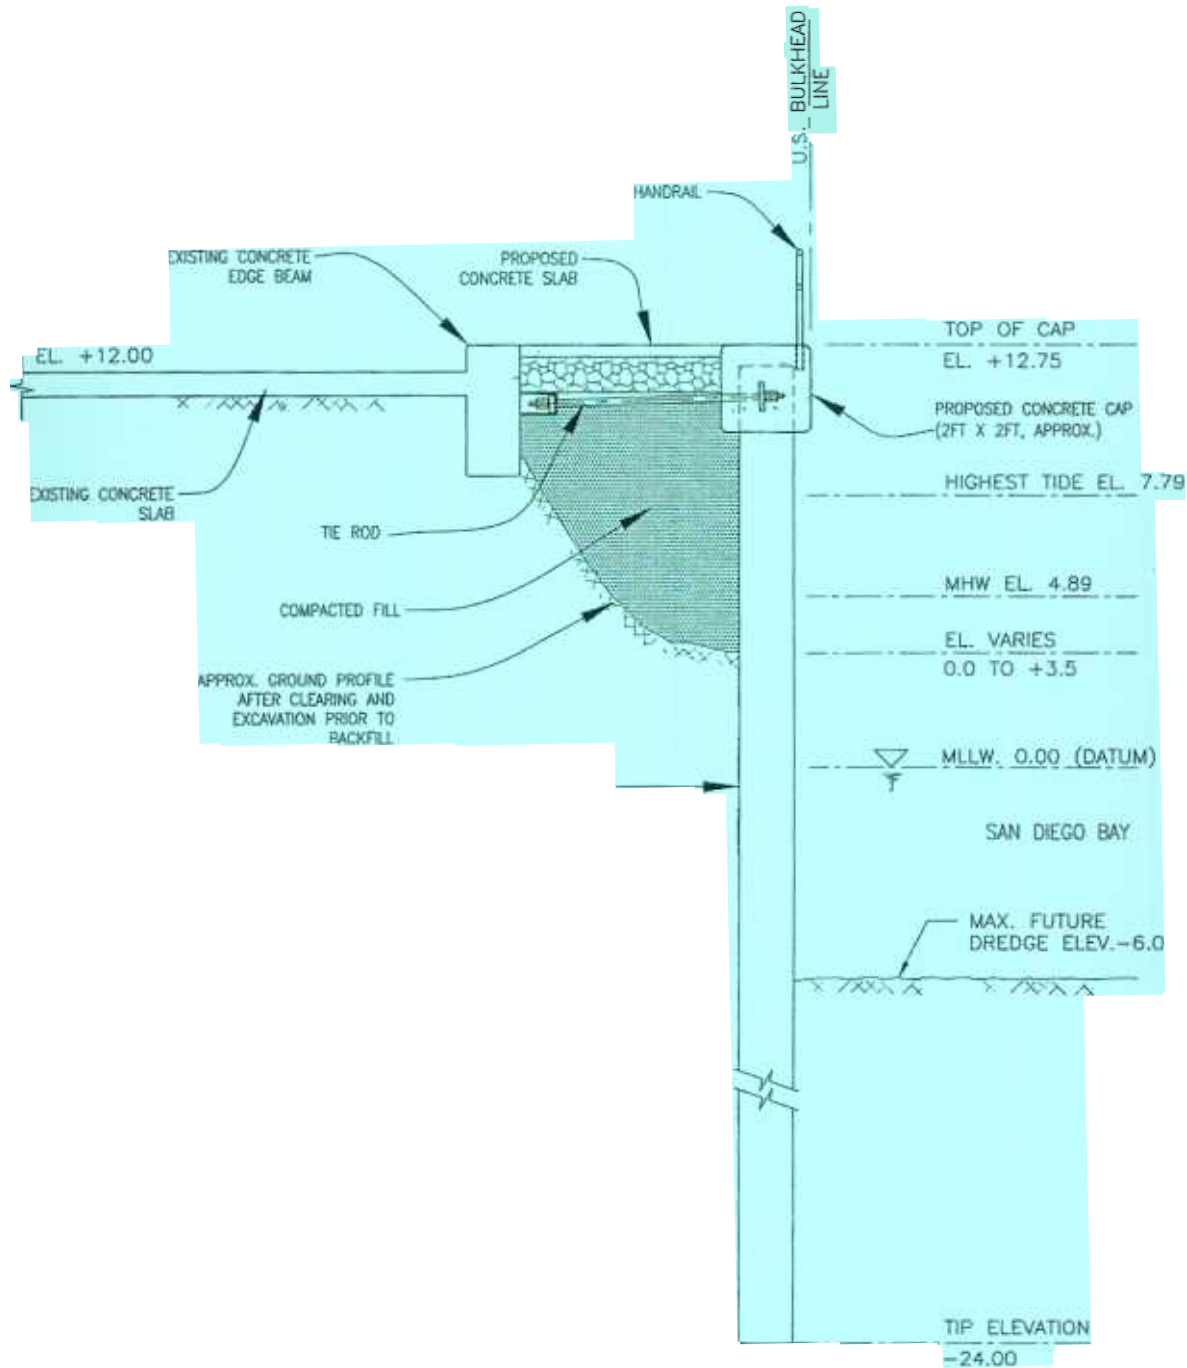 U.S. BULKHEAD
LINE
HANDRAIL
EXISTING CONCRETE
EDGE BEAM
PROPOSED
CONCRETE SLAB
TOP OF CAP
EL. +12.00
EL. +12.75
PROPOSED CONCRETE CAP
(2FT X 2FT, APPROX.)
HIGHEST TIDE EL. 7.79
EXISTING CONCRETE
SLAB
TIE ROD
MHW EL. 4.89
COMPACTED FILL
EL. VARIES
0.0 TO +3.5
APPROX. GROUND PROFILE
AFTER CLEARING AND
EXCAVATION PRIOR TO
BACKFILL
MLLW. 0.00 (DATUM)
SAN DIEGO BAY
MAX. FUTURE
DREDGE ELEV.-6.0
TIP ELEVATION
-24.00